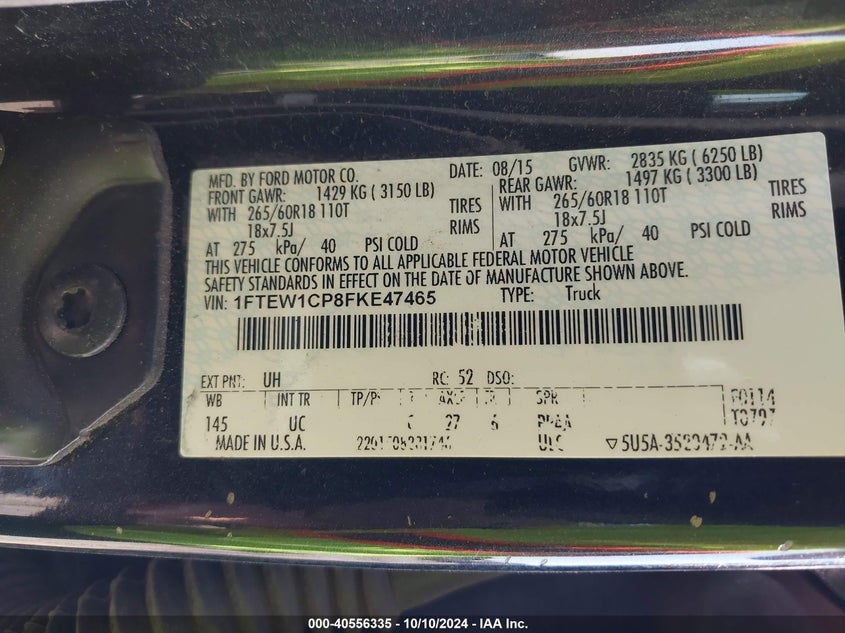 MFD. BY FORD MOTOR CO. DATE: 08/15 GVWR: 2835 KG ( 6250 LB)
FRONT GAWR: 1429 KG ( 3150 LB) REAR GAWR: 1497 KG ( 3300 LB)
WITH 265/60R18 110T TIRES WITH 265/60R18 110T TIRES
18x7.5J RIMS 18x7.5J RIMS
AT 275 kPa/ 40 PSI COLD AT 275 kPa/ 40 PSI COLD
THIS VEHICLE CONFORMS TO ALL APPLICABLE FEDERAL MOTOR VEHICLE
SAFETY STANDARDS IN EFFECT ON THE DATE OF MANUFACTURE SHOWN ABOVE.
VIN: 1FTEW1CP8FKE47465 TYPE: Truck
EXT PNT: UH RC: 52 DSO:
WB INT TR TP/PS AXLE SPR
145 UC 27 6
MADE IN U.S.A.
000-40556335 - 10/10/2024 - IAA Inc.